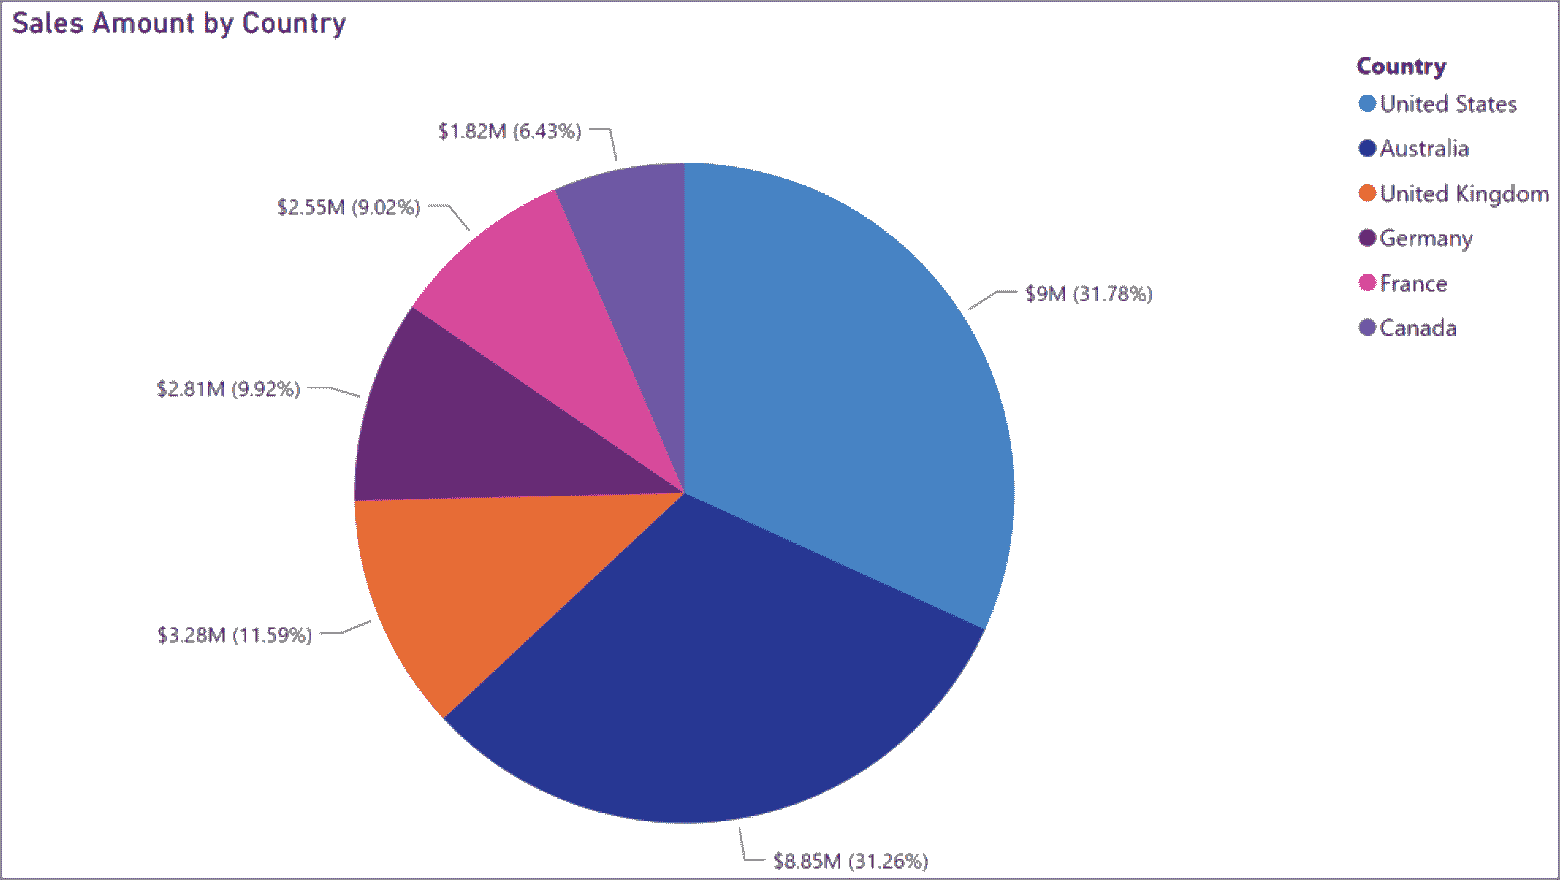 Sales Amount by Country
Country
United States
Australia
United Kingdom
Germany
France
Canada
$1.82M (6.43%)
$2.55M (9.02%)
$9M (31.78%)
$2.81M (9.92%)
$3.28M (11.59%)
$8.85M (31.26%)